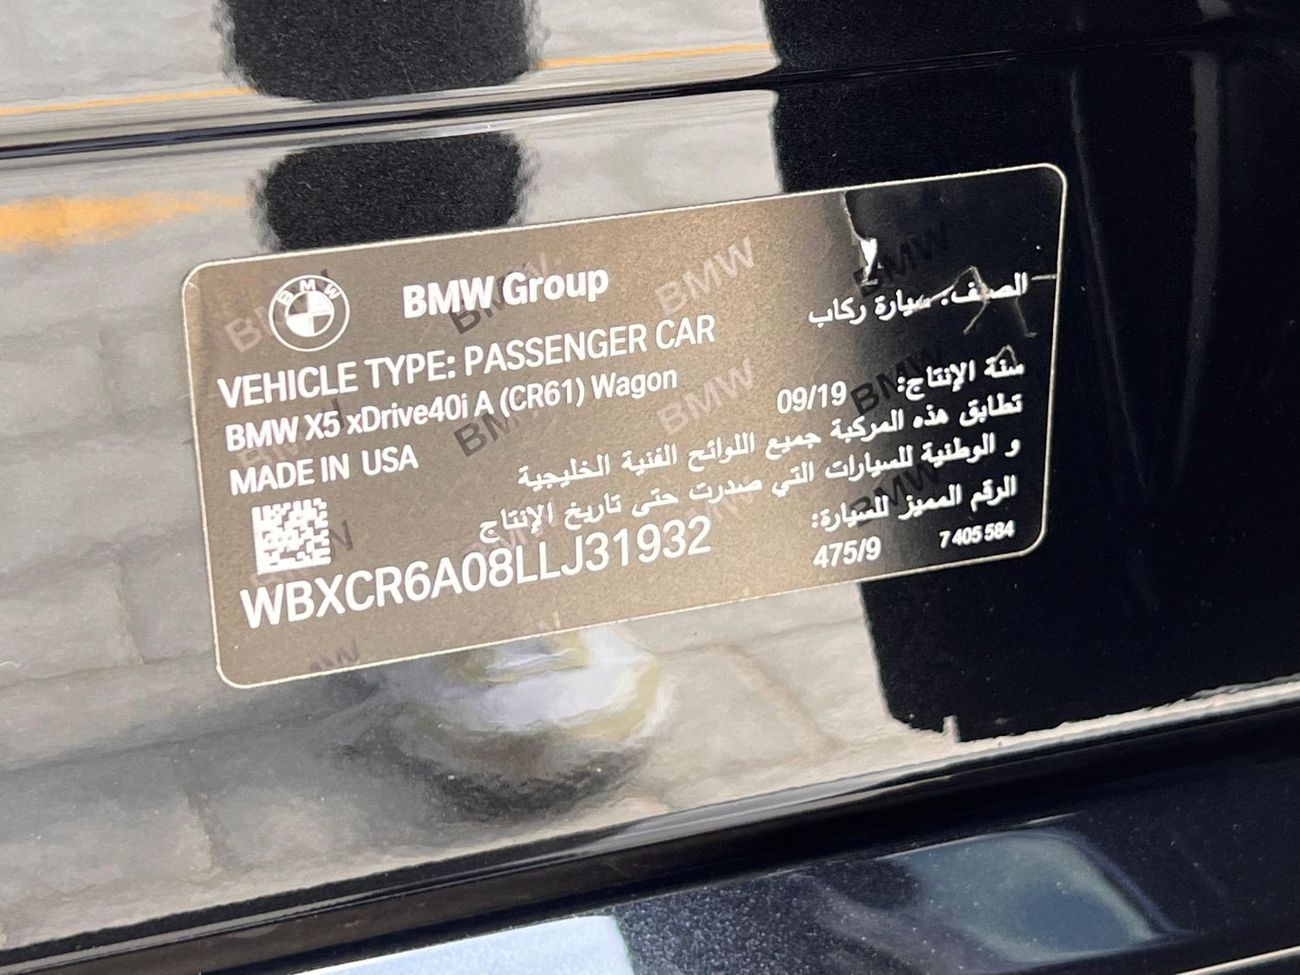 BMW Group
الصنف: سيارة ركاب
VEHICLE TYPE: PASSENGER CAR
BMW X5 xDrive40i A (CR61) Wagon
سنة الإنتاج: 09/19
MADE IN USA
تطابق هذه المركبة جميع اللوائح الفنية الخليجية
و الوطنية للسيارات التي صدرت حتى تاريخ الإنتاج
الرقم المميز للسيارة:
WBXCR6A08LLJ31932
475/9
7 405 584